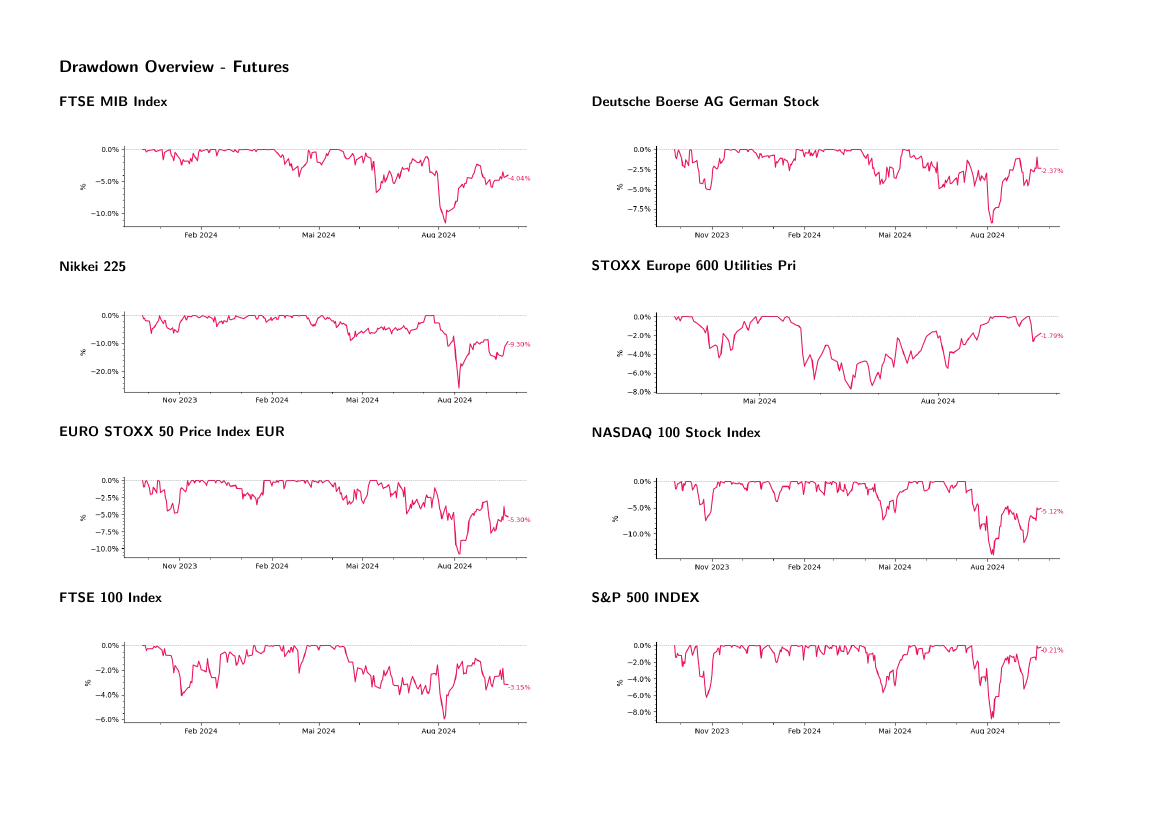 Drawdown Overview - Futures
FTSE MIB Index
0.0%
−5.0%
−10.0%
%
-4.04%
Feb 2024 Mai 2024 Aug 2024
Deutsche Boerse AG German Stock
0.0%
−2.5%
−5.0%
−7.5%
%
-2.37%
Nov 2023 Feb 2024 Mai 2024 Aug 2024
Nikkei 225
0.0%
−10.0%
−20.0%
%
-9.30%
Nov 2023 Feb 2024 Mai 2024 Aug 2024
STOXX Europe 600 Utilities Pri
0.0%
−2.0%
−4.0%
−6.0%
−8.0%
%
-1.79%
Mai 2024 Aug 2024
EURO STOXX 50 Price Index EUR
0.0%
−2.5%
−5.0%
−7.5%
−10.0%
%
-5.30%
Nov 2023 Feb 2024 Mai 2024 Aug 2024
NASDAQ 100 Stock Index
0.0%
−5.0%
−10.0%
%
-5.12%
Nov 2023 Feb 2024 Mai 2024 Aug 2024
FTSE 100 Index
0.0%
−2.0%
−4.0%
−6.0%
%
-3.15%
Feb 2024 Mai 2024 Aug 2024
S&P 500 INDEX
0.0%
−2.0%
−4.0%
−6.0%
−8.0%
%
-0.21%
Nov 2023 Feb 2024 Mai 2024 Aug 2024